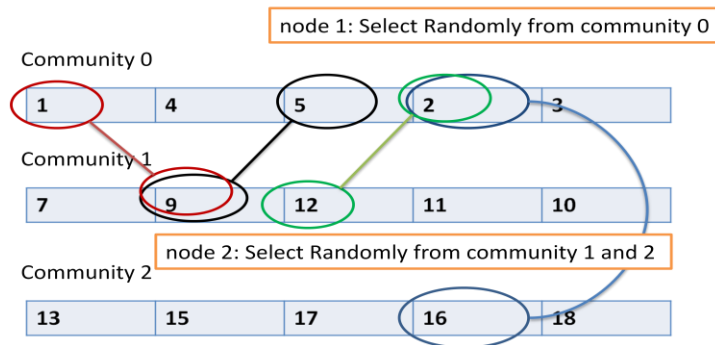 node 1: Select Randomly from community 0
Community 0
1 4 5 2 3
Community 1
7 9 12 11 10
node 2: Select Randomly from community 1 and 2
Community 2
13 15 17 16 18